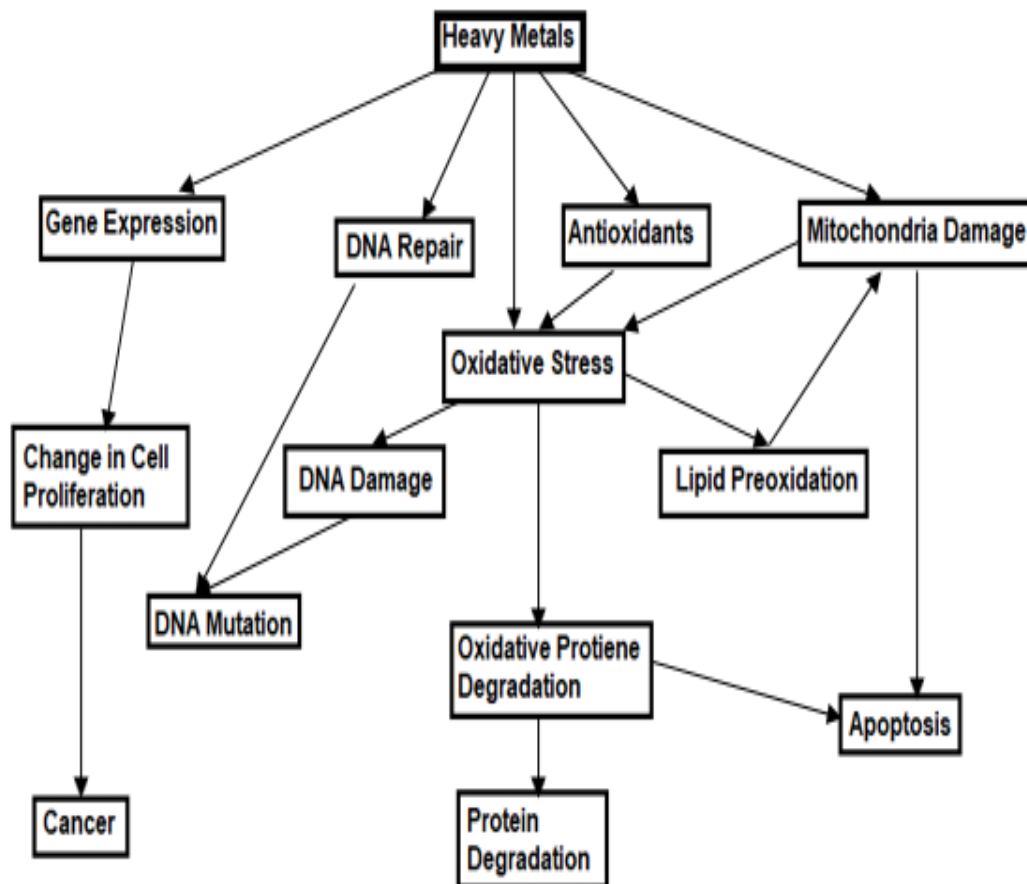 Heavy Metals
Gene Expression
DNA Repair
Antioxidants
Mitochondria Damage
Oxidative Stress
Change in Cell
Proliferation
DNA Damage
Lipid Preoxidation
DNA Mutation
Oxidative Protiene
Degradation
Apoptosis
Cancer
Protein
Degradation